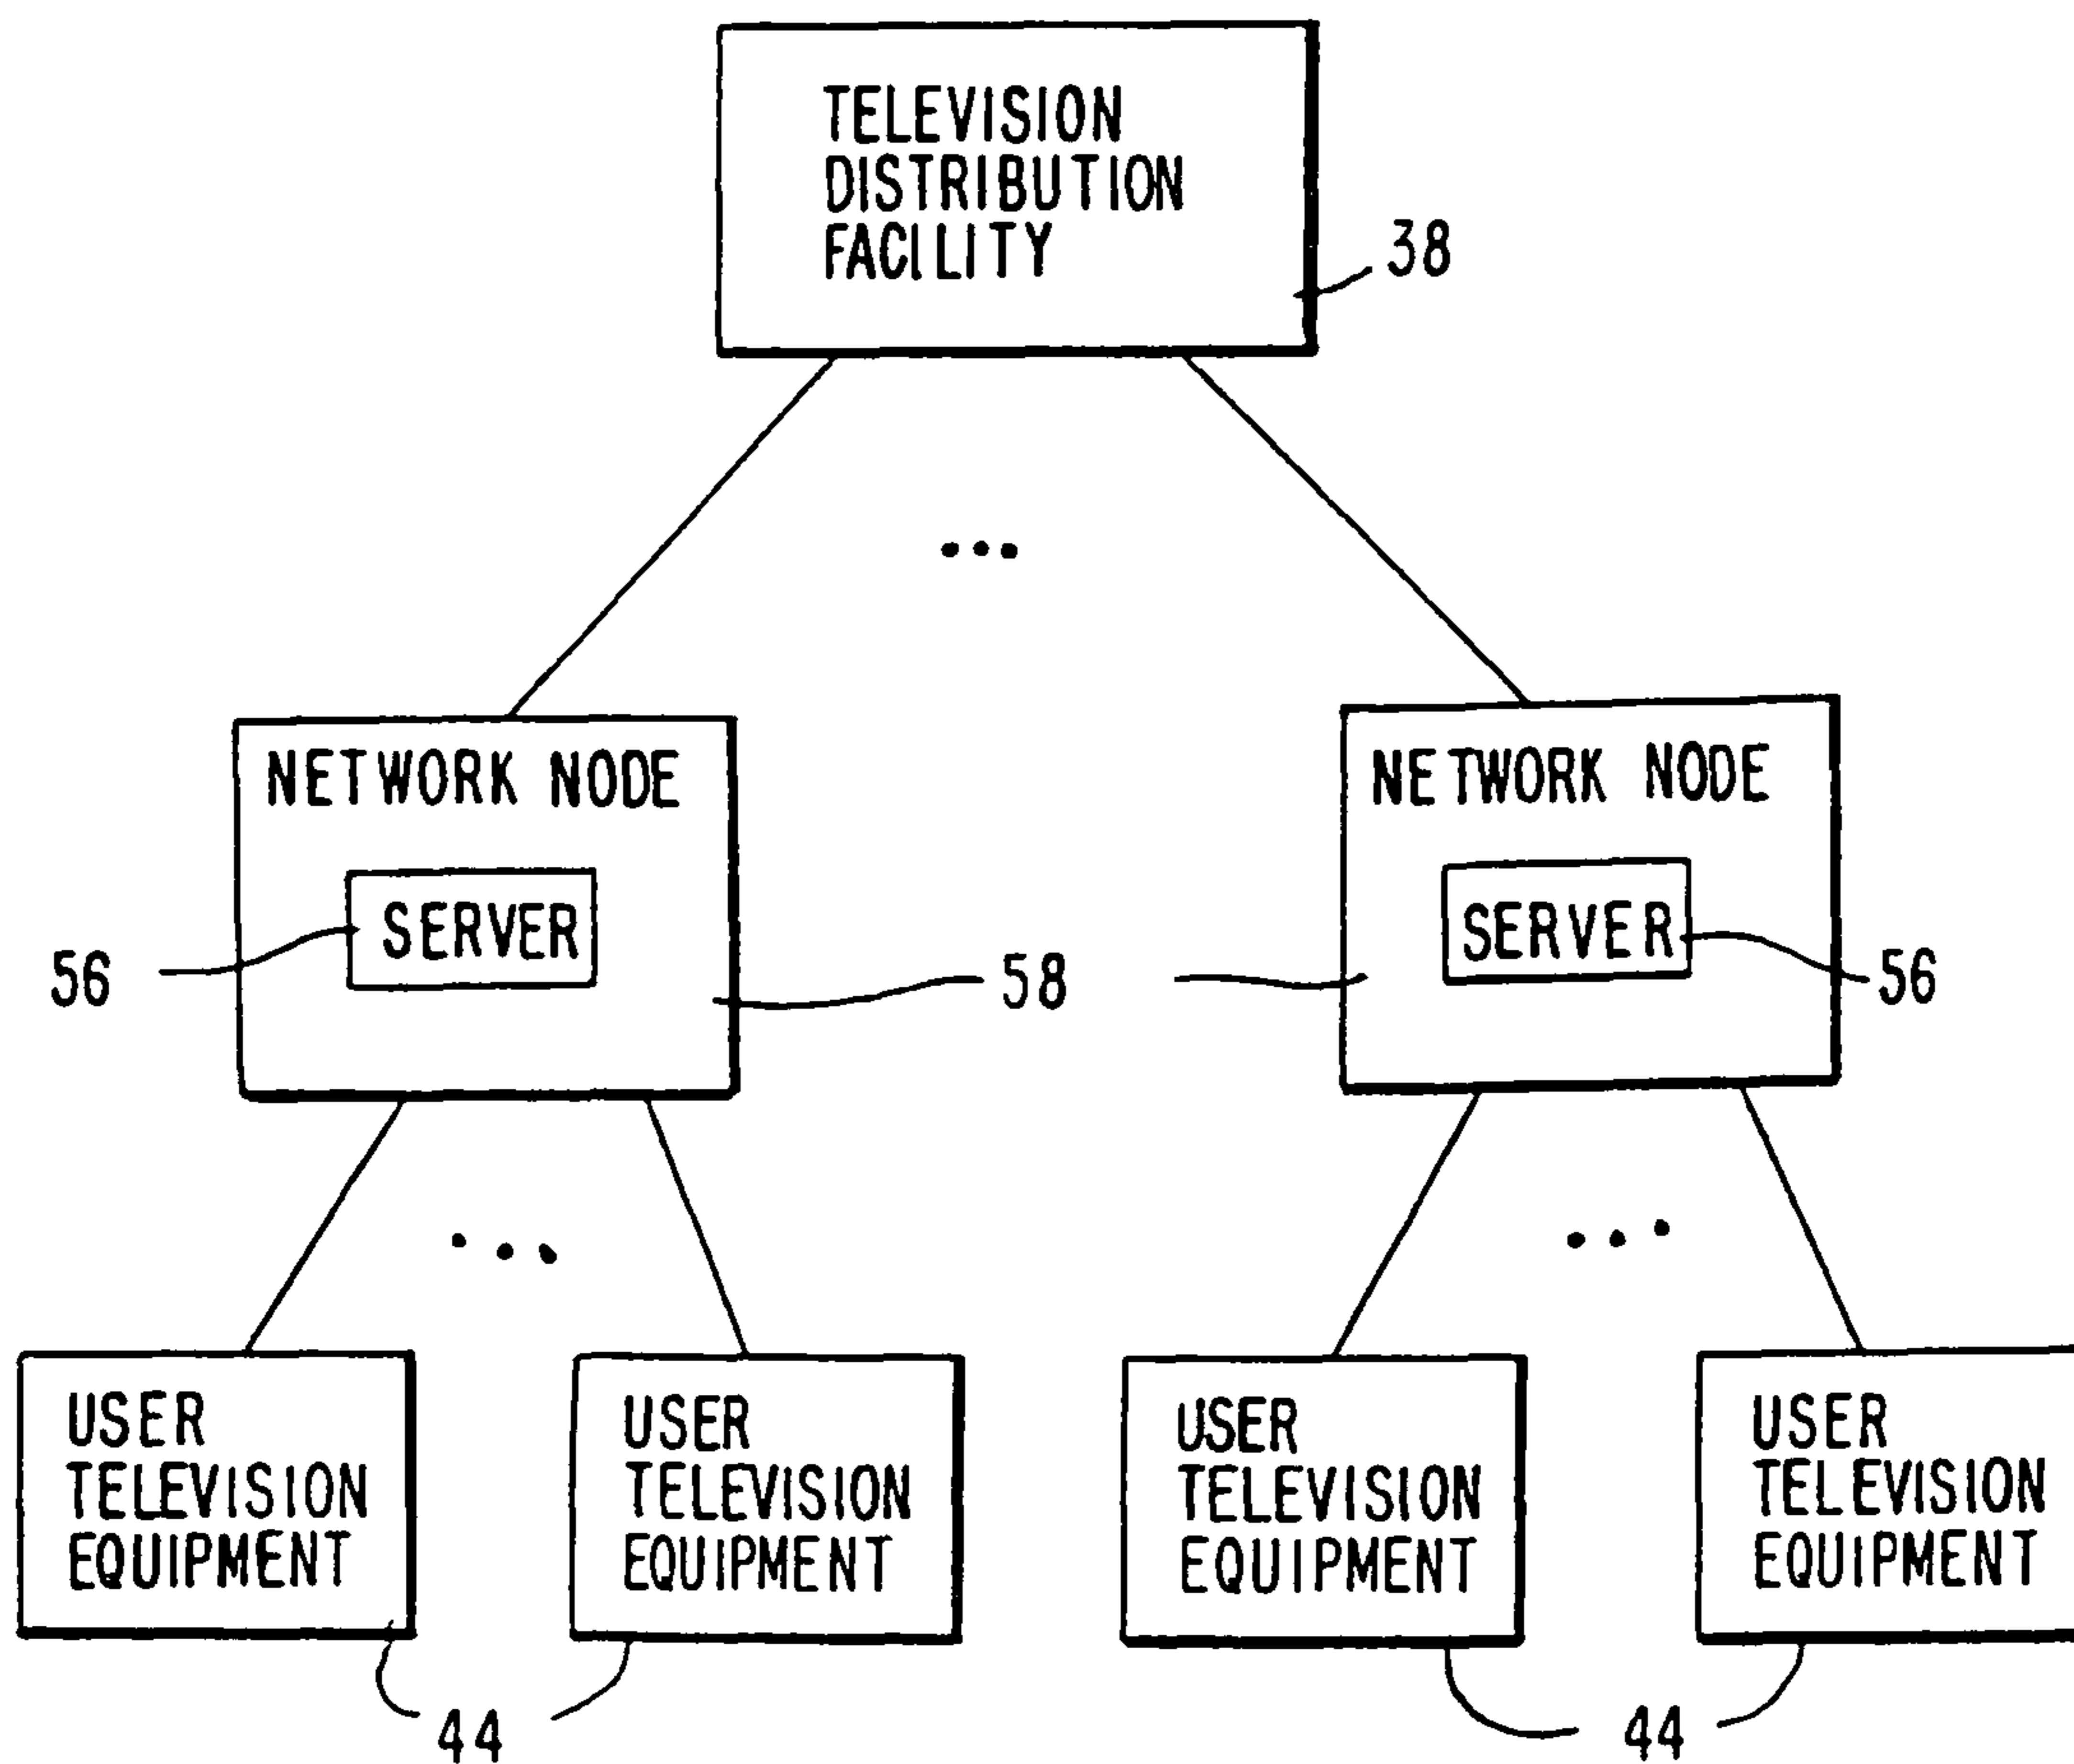 TELEVISION
DISTRIBUTION
FACILITY
38
...
NETWORK NODE
SERVER
56
58
NETWORK NODE
SERVER
56
...
...
USER
TELEVISION
EQUIPMENT
USER
TELEVISION
EQUIPMENT
44
USER
TELEVISION
EQUIPMENT
USER
TELEVISION
EQUIPMENT
44